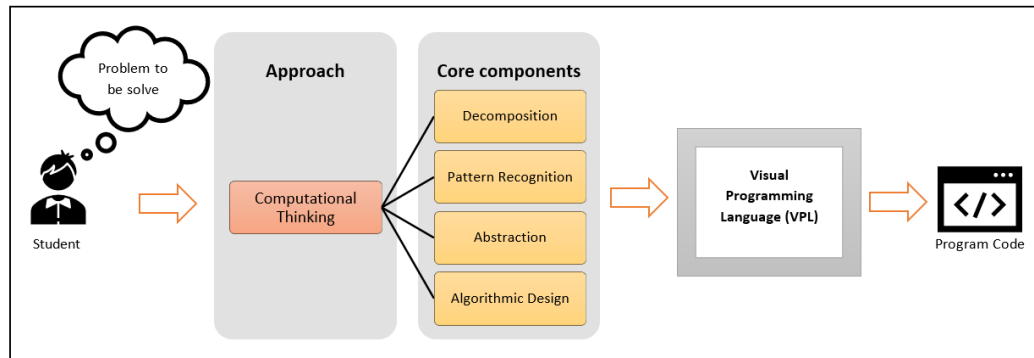 Problem to
be solve
Student
Approach
Computational
Thinking
Core components
Decomposition
Pattern Recognition
Abstraction
Algorithmic Design
Visual
Programming
Language (VPL)
</>
Program Code